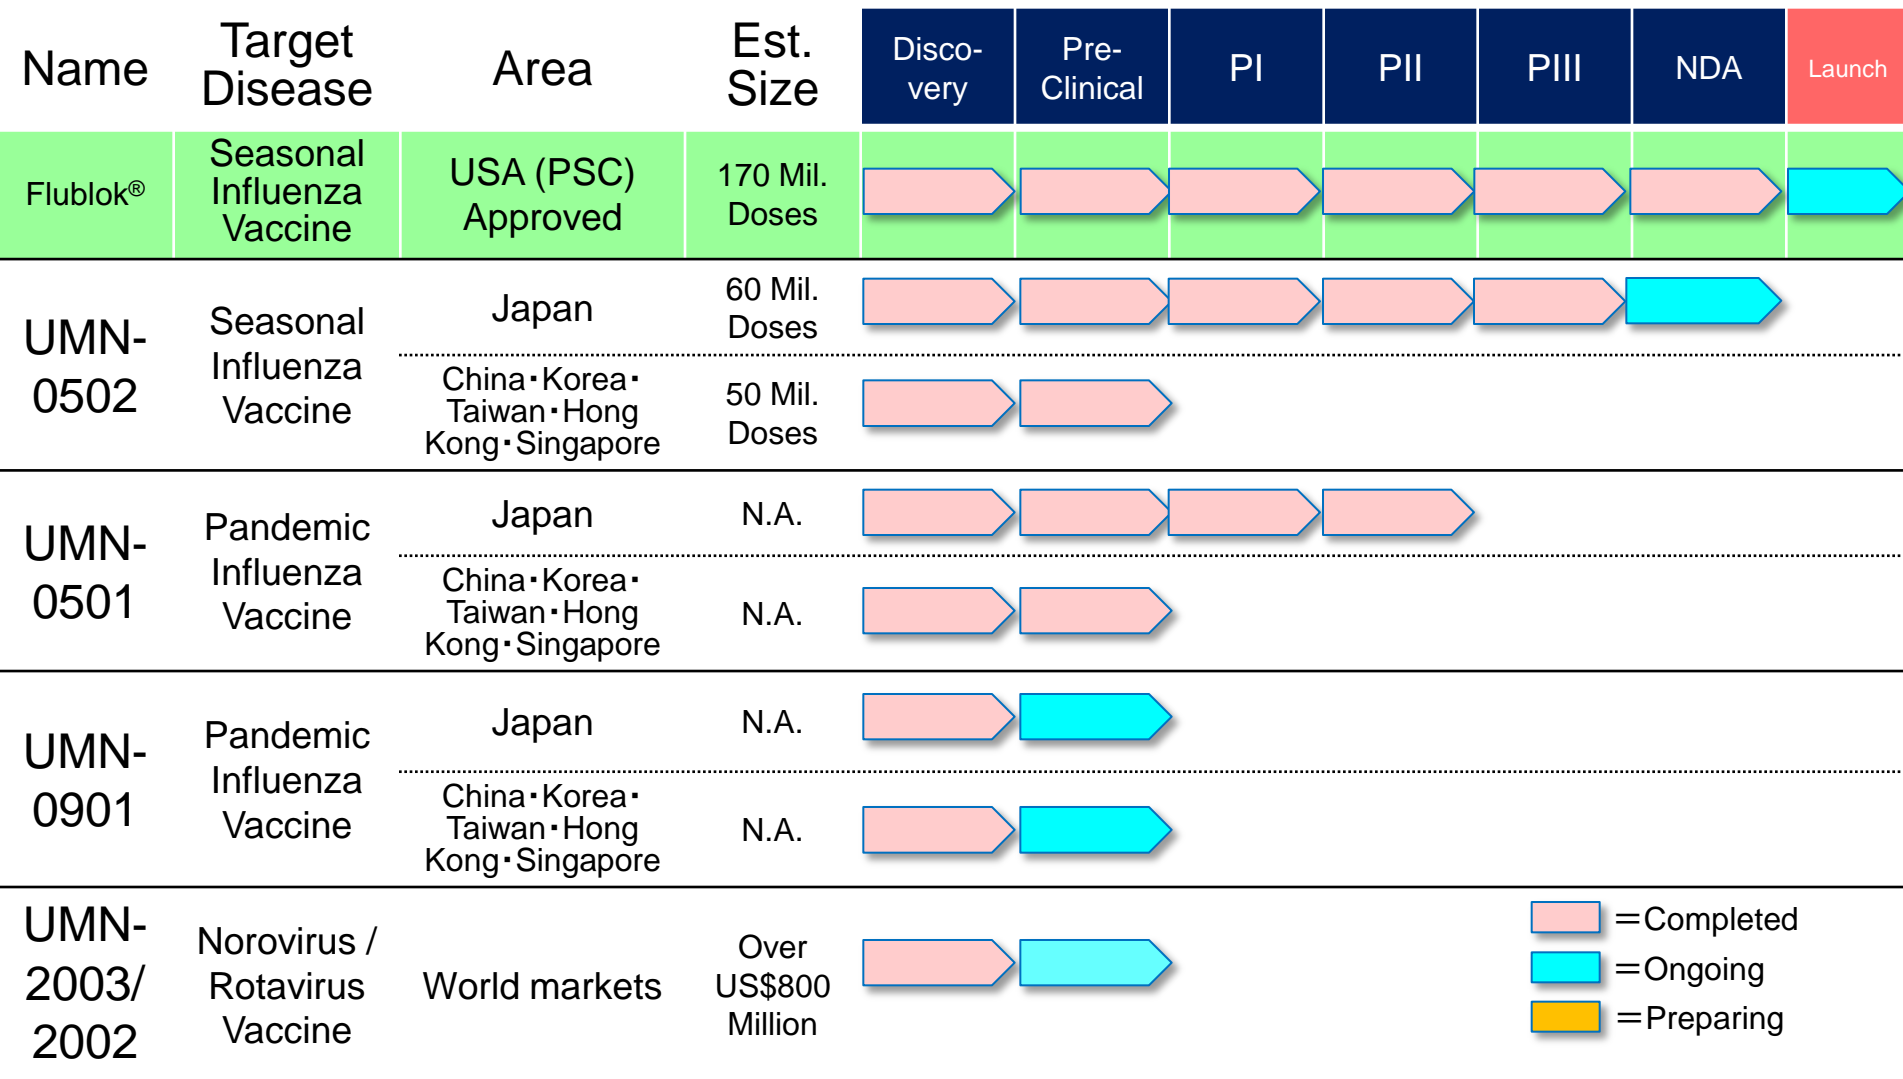 Name
Target
Disease
Area
Est.
Size
Disco-
very
Pre-
Clinical
PI
PII
PIII
NDA
Launch
Flublok®
Seasonal
Influenza
Vaccine
USA (PSC)
Approved
170 Mil.
Doses
UMN-
0502
Seasonal
Influenza
Vaccine
Japan
60 Mil.
Doses
China・Korea・
Taiwan・Hong
Kong・Singapore
50 Mil.
Doses
UMN-
0501
Pandemic
Influenza
Vaccine
Japan
N.A.
China・Korea・
Taiwan・Hong
Kong・Singapore
N.A.
UMN-
0901
Pandemic
Influenza
Vaccine
Japan
N.A.
China・Korea・
Taiwan・Hong
Kong・Singapore
N.A.
UMN-
2003/
2002
Norovirus /
Rotavirus
Vaccine
World markets
Over
US$800
Million
＝Completed
＝Ongoing
＝Preparing